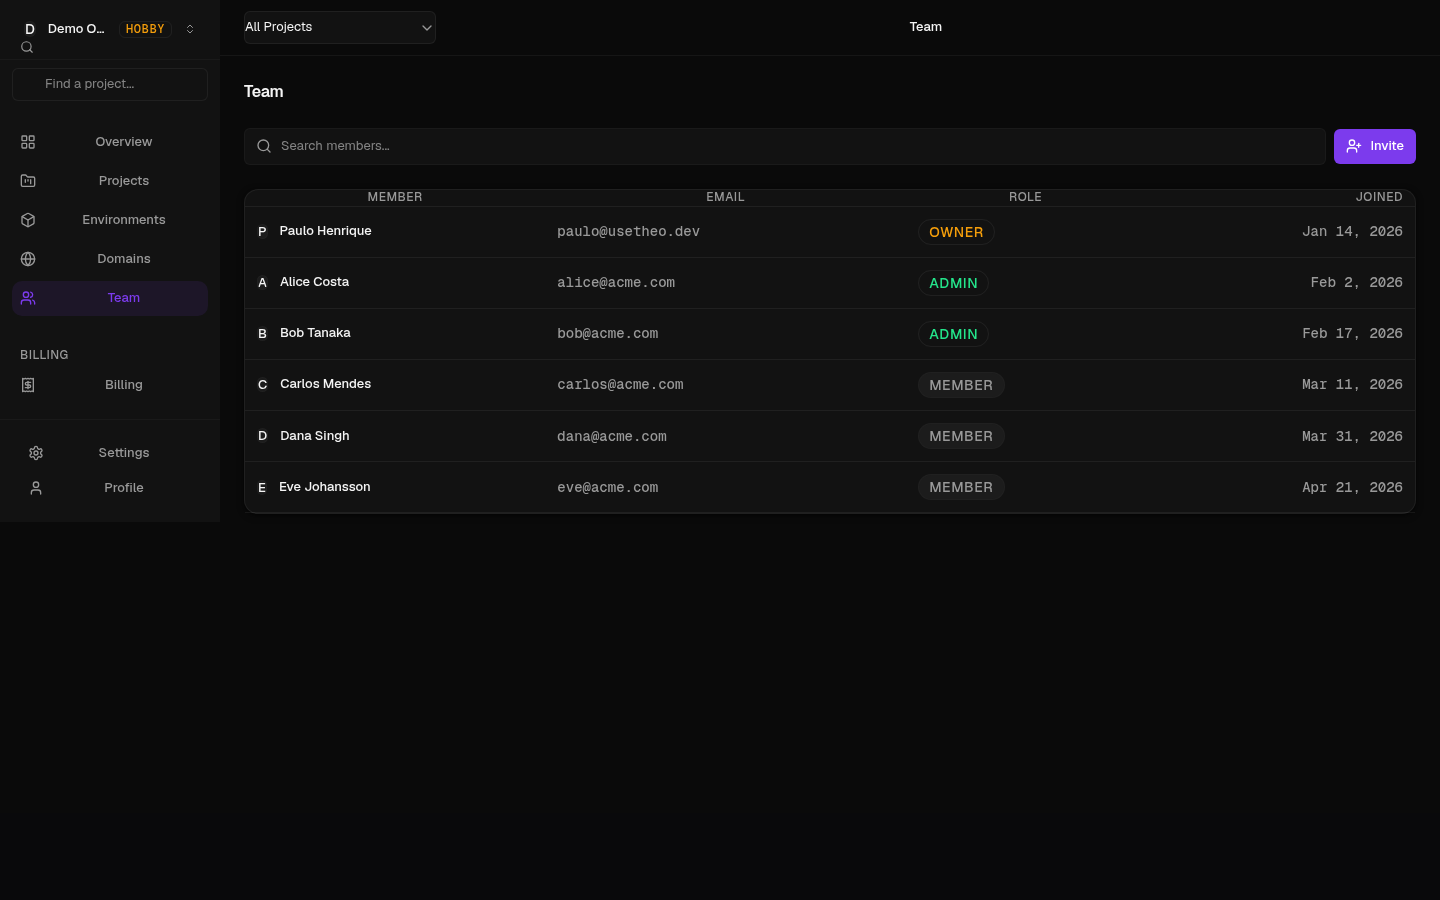 D Demo O... HOBBY
Find a project...
Overview
Projects
Environments
Domains
Team
BILLING
Billing
Settings
Profile
All Projects
Team
Team
Search members...
Invite
MEMBER EMAIL ROLE JOINED
P Paulo Henrique paulo@usetheo.dev OWNER Jan 14, 2026
A Alice Costa alice@acme.com ADMIN Feb 2, 2026
B Bob Tanaka bob@acme.com ADMIN Feb 17, 2026
C Carlos Mendes carlos@acme.com MEMBER Mar 11, 2026
D Dana Singh dana@acme.com MEMBER Mar 31, 2026
E Eve Johansson eve@acme.com MEMBER Apr 21, 2026